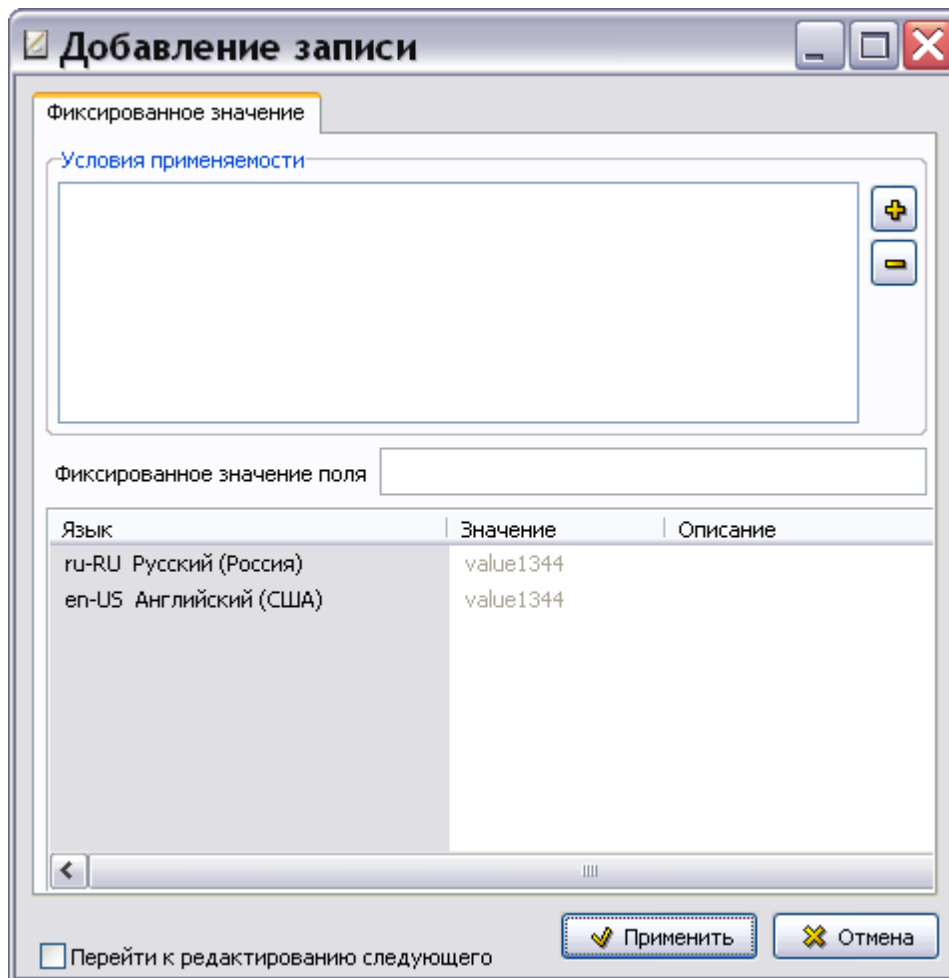 Добавление записи
Фиксированное значение
Условия применяемости
Фиксированное значение поля
Язык Значение Описание
ru-RU Русский (Россия) value1344
en-US Английский (США) value1344
Применить Отмена
Перейти к редактированию следующего